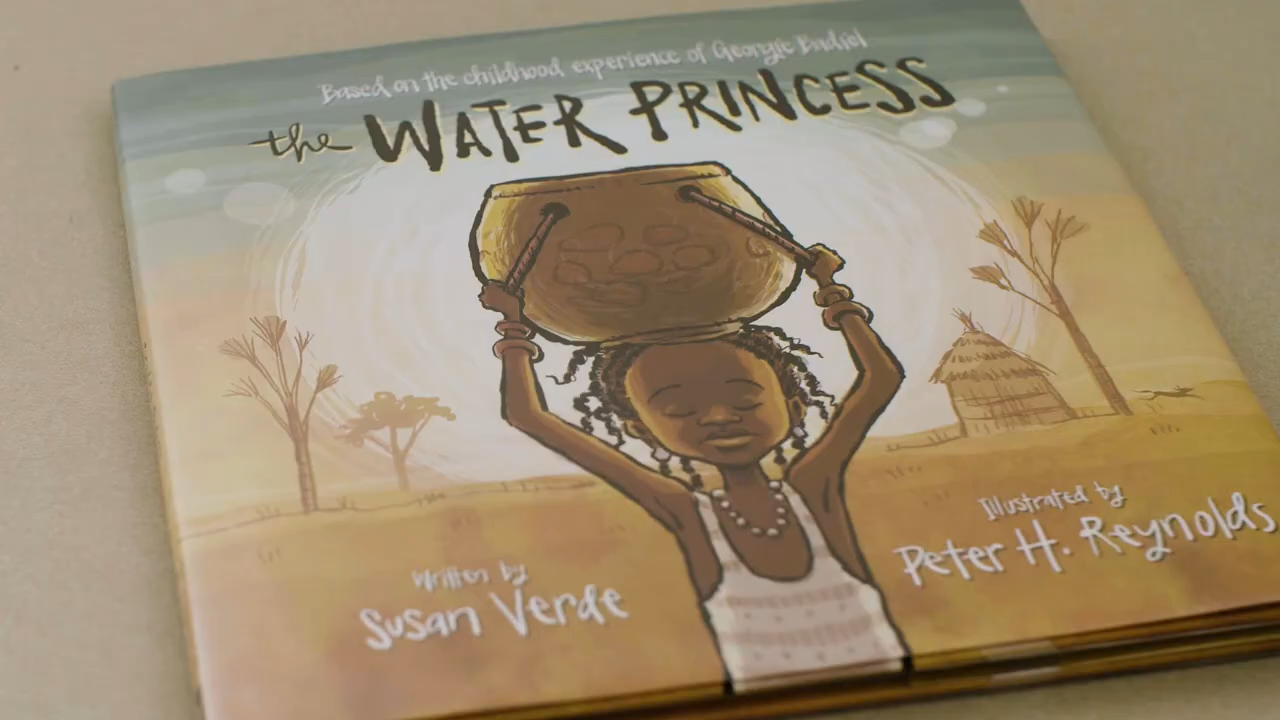 Based on the childhood experience of Georgie Badiel
the WATER PRINCESS
Written by
Susan Verde
Illustrated by
Peter H. Reynolds